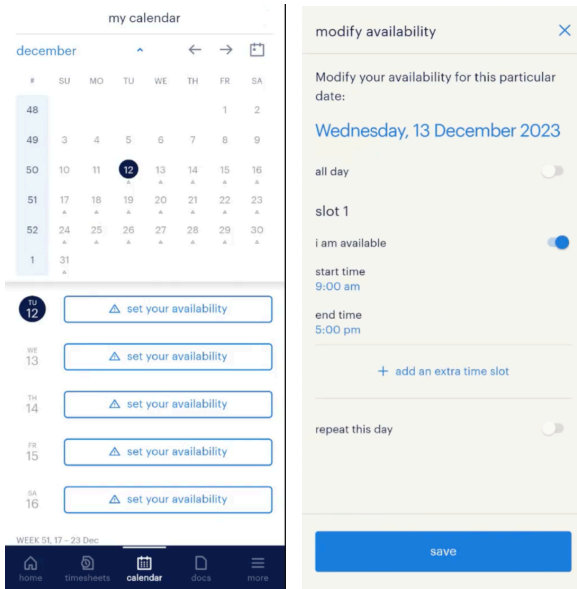 my calendar
december
# SU MO TU WE TH FR SA
48 1 2
49 3 4 5 6 7 8 9
50 10 11 12 13 14 15 16
51 17 18 19 20 21 22 23
52 24 25 26 27 28 29 30
1 31
TU
12 set your availability
WE
13 set your availability
TH
14 set your availability
FR
15 set your availability
SA
16 set your availability
WEEK 51, 17 – 23 Dec
home timesheets calendar docs more
modify availability
Modify your availability for this particular
date:
Wednesday, 13 December 2023
all day
slot 1
i am available
start time
9:00 am
end time
5:00 pm
+ add an extra time slot
repeat this day
save